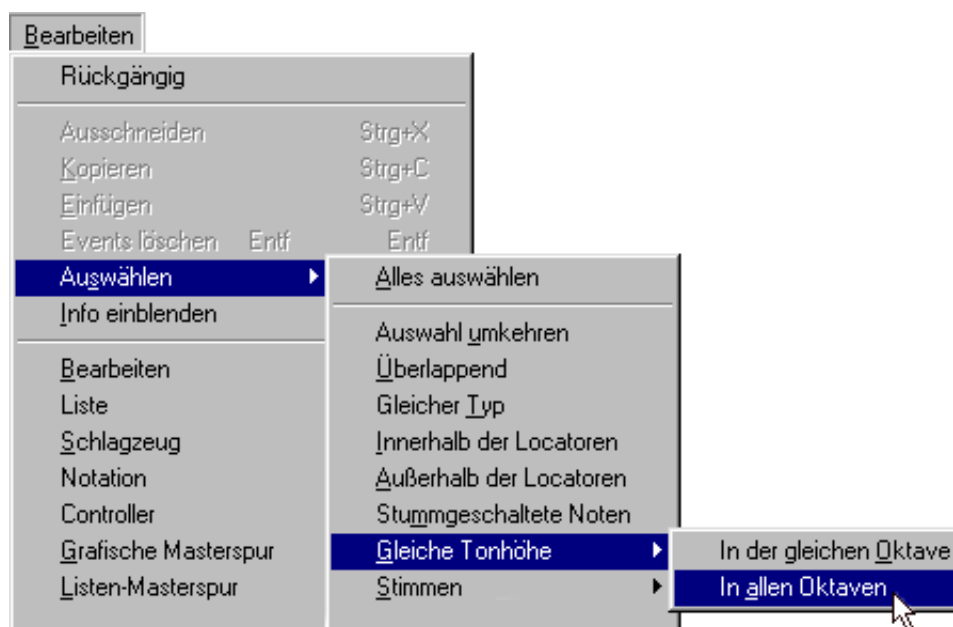 Bearbeiten
Rückgängig
Ausschneiden Strg+X
Kopieren Strg+C
Einfügen Strg+V
Events löschen Entf Entf
Auswählen
Info einblenden
Bearbeiten
Liste
Schlagzeug
Notation
Controller
Grafische Masterspur
Listen-Masterspur
Alles auswählen
Auswahl umkehren
Überlappend
Gleicher Typ
Innerhalb der Locatoren
Außerhalb der Locatoren
Stummgeschaltete Noten
Gleiche Tonhöhe
Stimmen
In der gleichen Oktave
In allen Oktaven